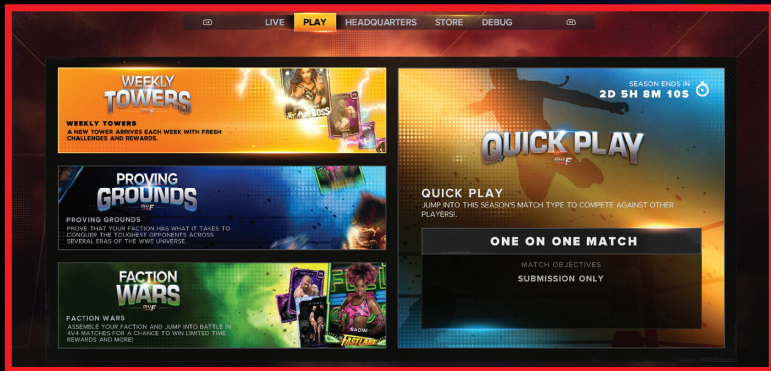 LIVE PLAY HEADQUARTERS STORE DEBUG
WEEKLY
TOWERS
WEEKLY TOWERS
A NEW TOWER ARRIVES EACH WEEK WITH FRESH
CHALLENGES AND REWARDS.
PROVING
GROUNDS
PROVING GROUNDS
PROVE THAT YOUR FACTION HAS WHAT IT TAKES TO
CONQUER THE TOUGHEST OPPONENTS ACROSS
SEVERAL ERAS OF THE WWE UNIVERSE.
FACTION
WARS
FACTION WARS
ASSEMBLE YOUR FACTION AND JUMP INTO BATTLE IN
4V4 MATCHES FOR A CHANCE TO WIN LIMITED TIME
REWARDS AND MORE!
FASTLANE
SEASON ENDS IN
2D 5H 8M 10S
QUICK PLAY
QUICK PLAY
JUMP INTO THIS SEASON'S MATCH TYPE TO COMPETE AGAINST OTHER
PLAYERS!.
ONE ON ONE MATCH
MATCH OBJECTIVES
SUBMISSION ONLY